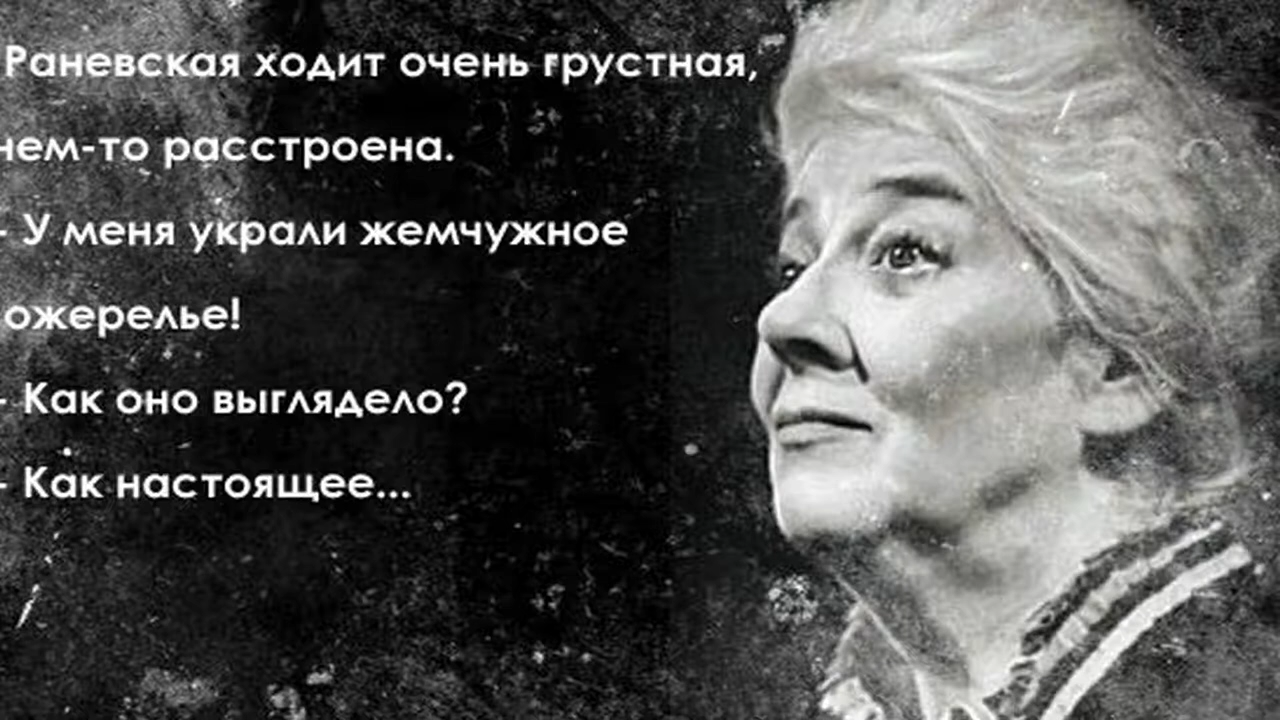 Раневская ходит очень грустная,
чем-то расстроена.
- У меня украли жемчужное
ожерелье!
- Как оно выглядело?
- Как настоящее...